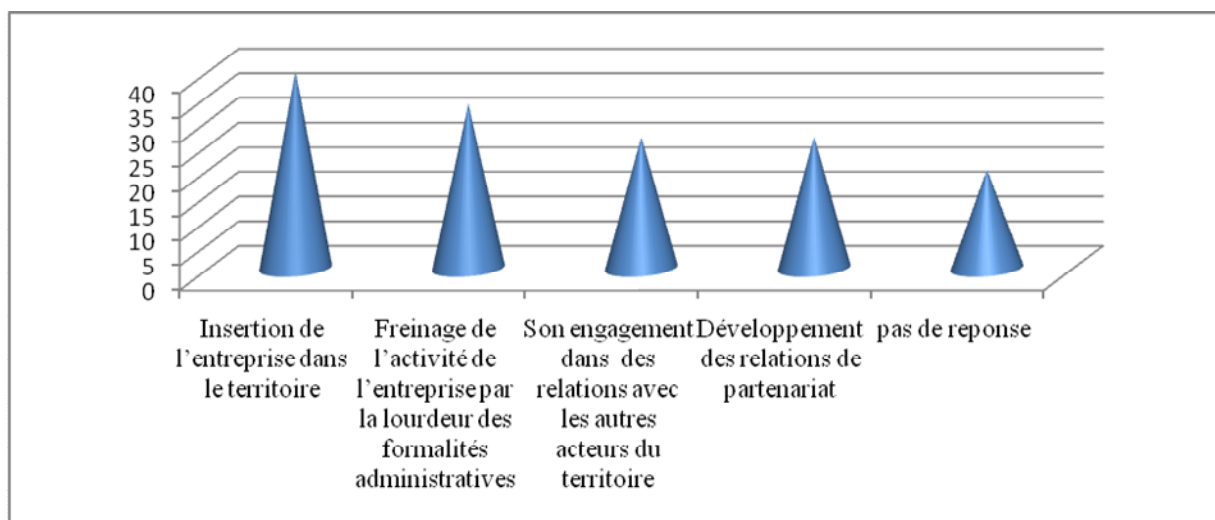 40
35
30
25
20
15
10
5
0
Insertion de
l’entreprise dans
le territoire
Freinage de
l’activité de
l’entreprise par
la lourdeur des
formalités
administratives
Son engagement
dans des
relations avec
les autres
acteurs du
territoire
Développement
des relations de
partenariat
pas de reponse